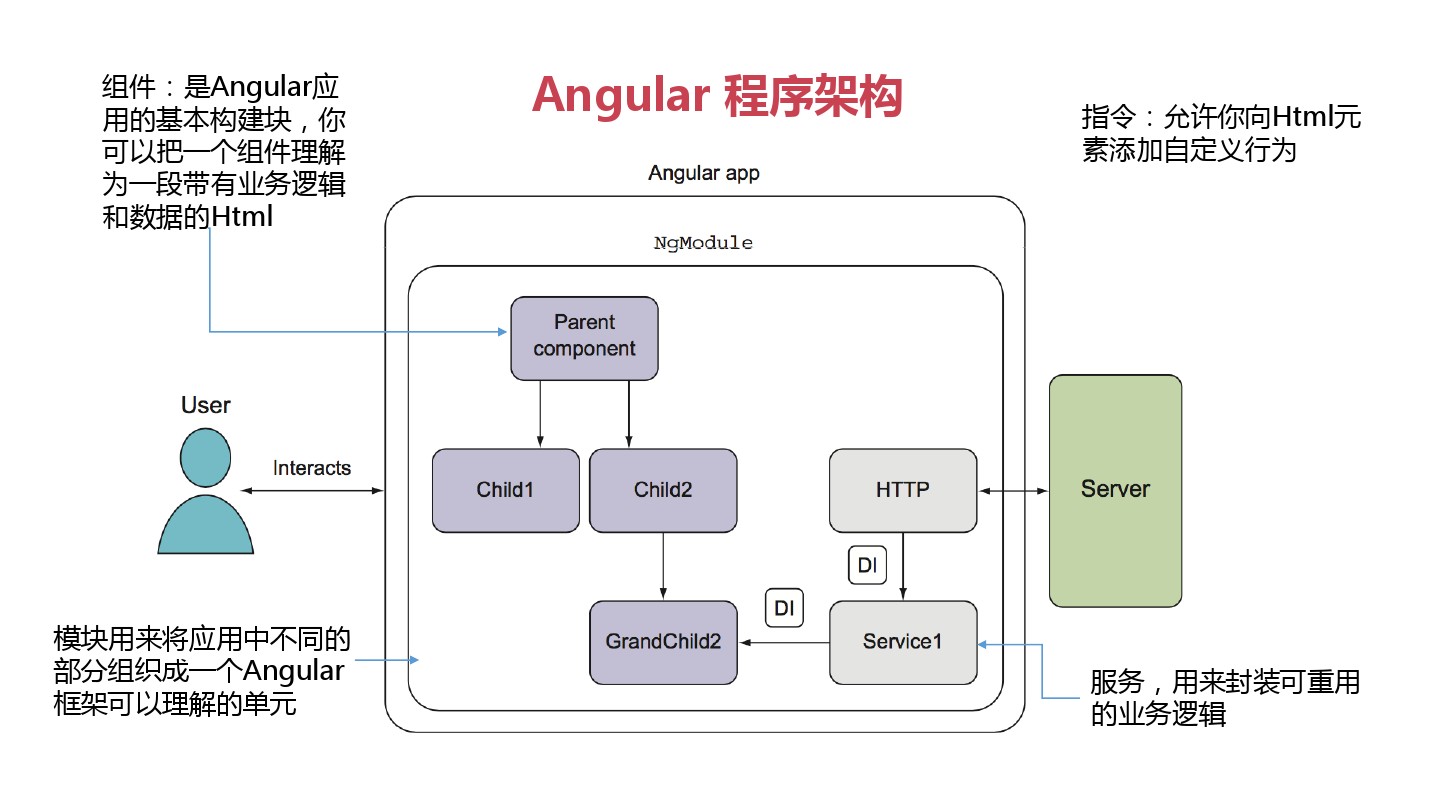 Angular 程序架构
组件：是Angular应
用的基本构建块，你
可以把一个组件理解
为一段带有业务逻辑
和数据的Html
指令：允许你向Html元
素添加自定义行为
Angular app
NgModule
Parent
component
User
Interacts
Child1
Child2
HTTP
Server
DI
DI
GrandChild2
Service1
模块用来将应用中不同的
部分组织成一个Angular
框架可以理解的单元
服务，用来封装可重用
的业务逻辑